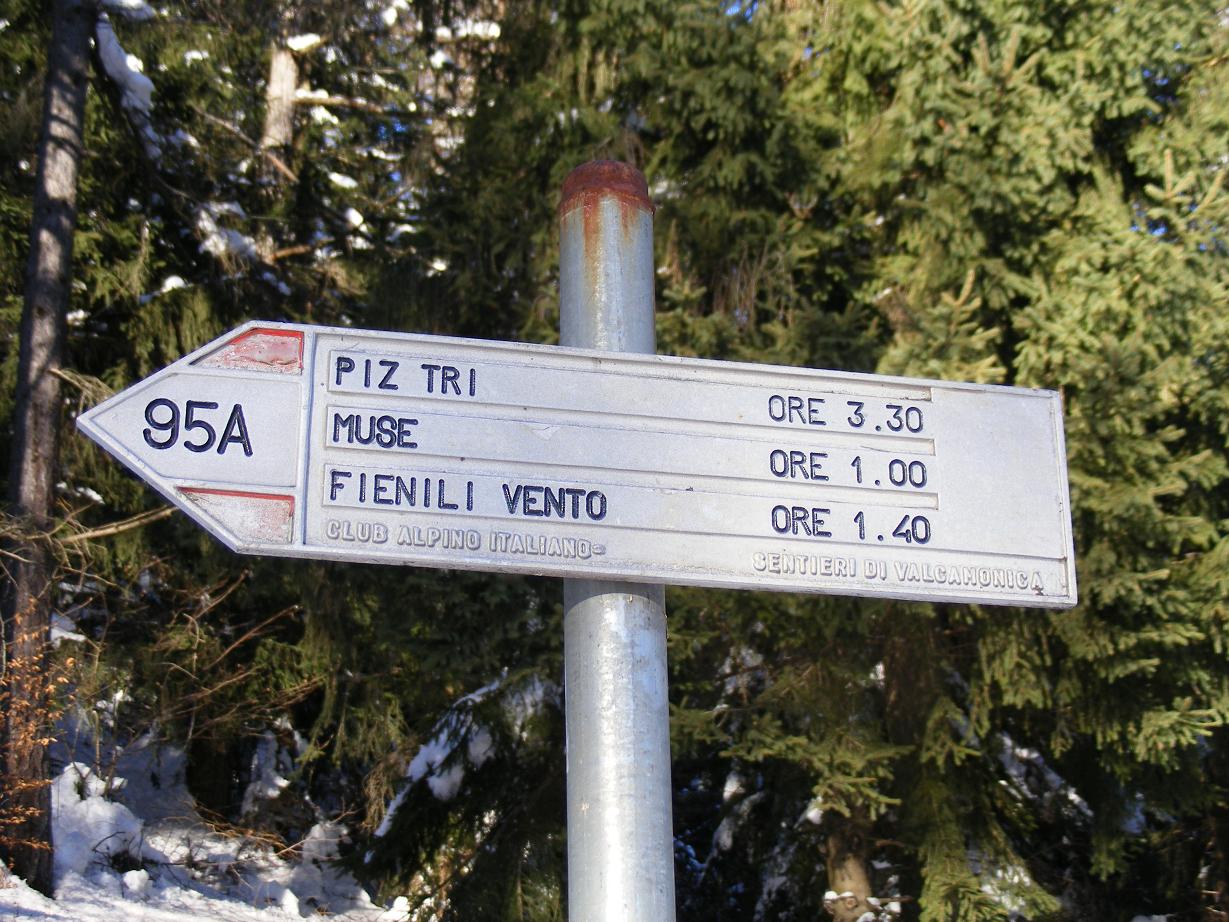 95A
PIZ TRI ORE 3.30
MUSE ORE 1.00
FIENILI VENTO ORE 1.40
CLUB ALPINO ITALIANO SENTIERI DI VALCAMONICA